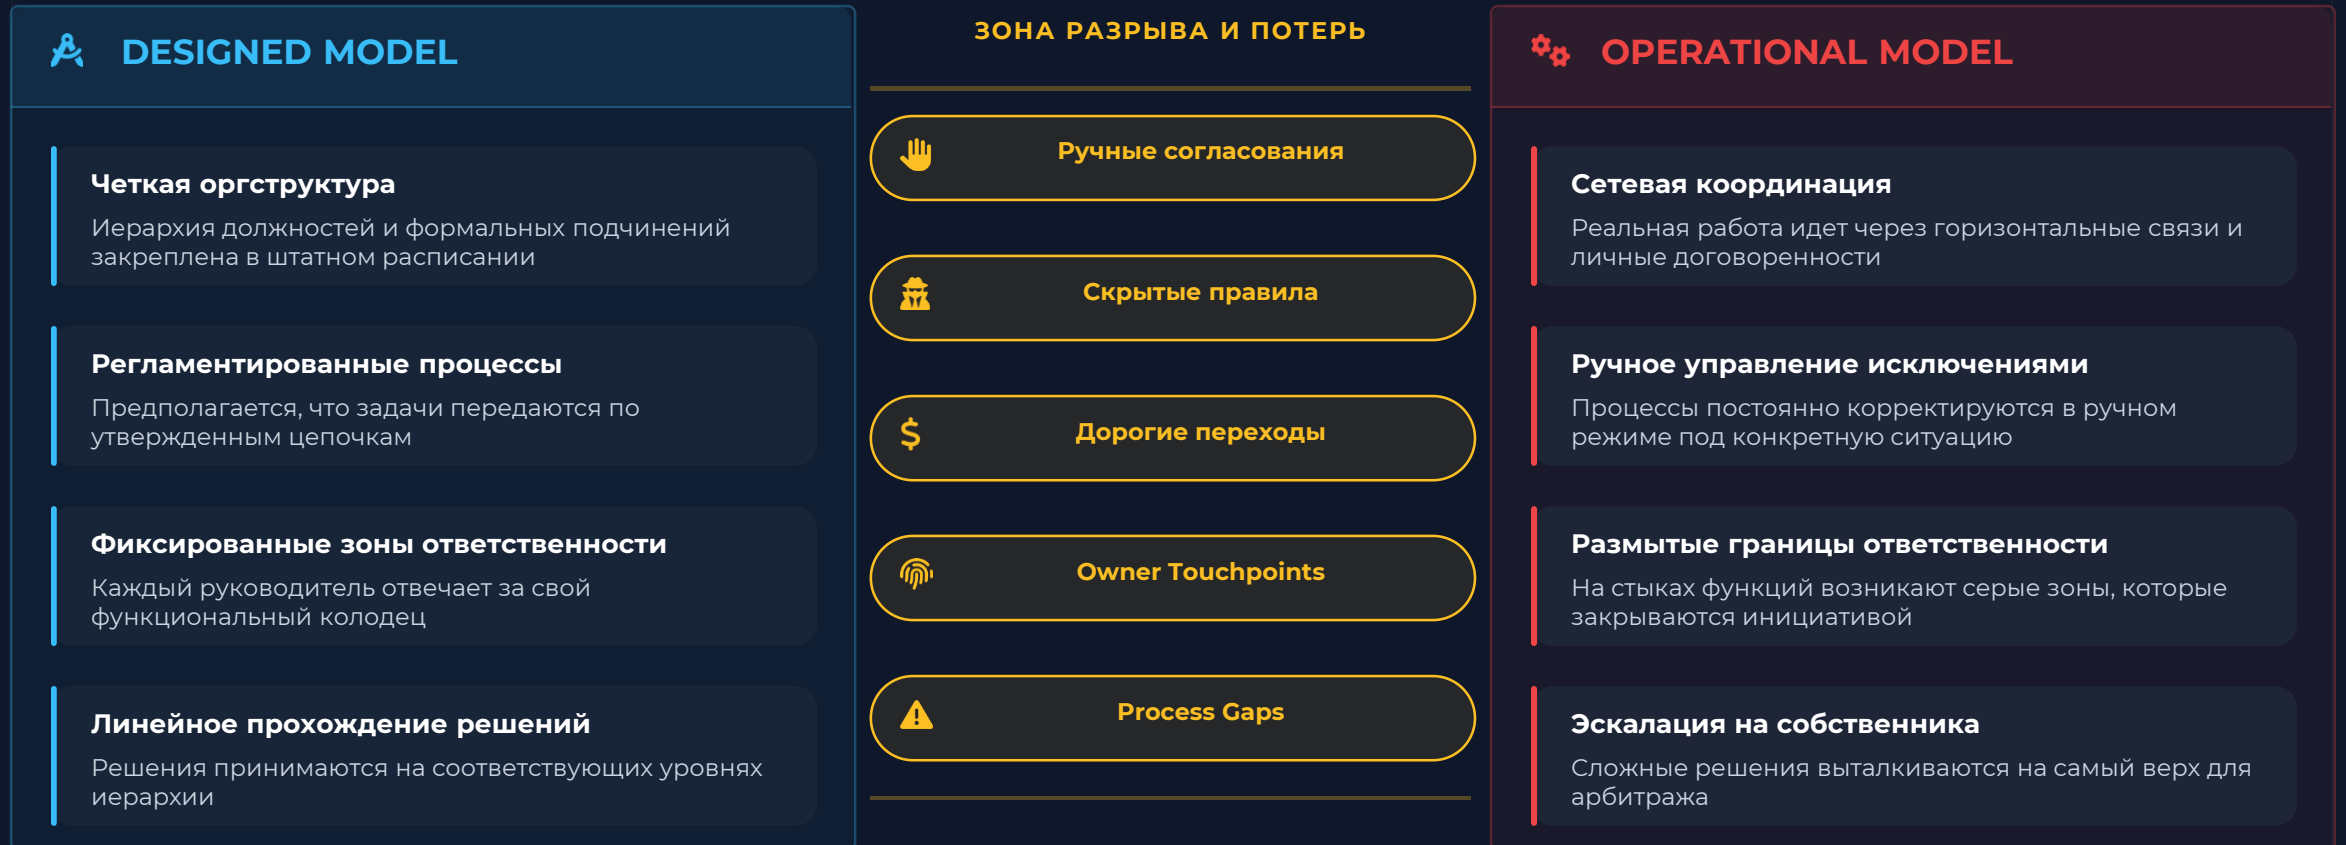 DESIGNED MODEL
Четкая оргструктура
Иерархия должностей и формальных подчинений
закреплена в штатном расписании
Регламентированные процессы
Предполагается, что задачи передаются по
утвержденным цепочкам
Фиксированные зоны ответственности
Каждый руководитель отвечает за свой
функциональный колодец
Линейное прохождение решений
Решения принимаются на соответствующих уровнях
иерархии
ЗОНА РАЗРЫВА И ПОТЕРЬ
Ручные согласования
Скрытые правила
Дорогие переходы
Owner Touchpoints
Process Gaps
OPERATIONAL MODEL
Сетевая координация
Реальная работа идет через горизонтальные связи и
личные договоренности
Ручное управление исключениями
Процессы постоянно корректируются в ручном
режиме под конкретную ситуацию
Размытые границы ответственности
На стыках функций возникают серые зоны, которые
закрываются инициативой
Эскалация на собственника
Сложные решения выталкиваются на самый верх для
арбитража